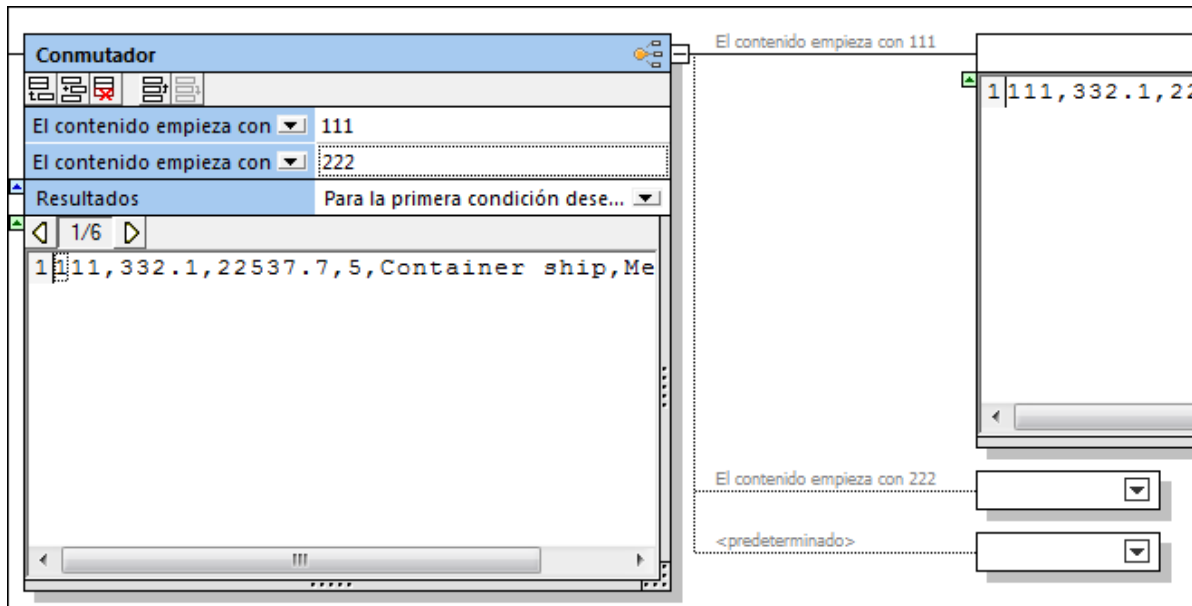 Conmutador
El contenido empieza con 111
El contenido empieza con 222
Resultados Para la primera condición dese...
1/6
1 111,332.1,22537.7,5,Container ship,Me
El contenido empieza con 111
1 111,332.1,22
El contenido empieza con 222
<predeterminado>